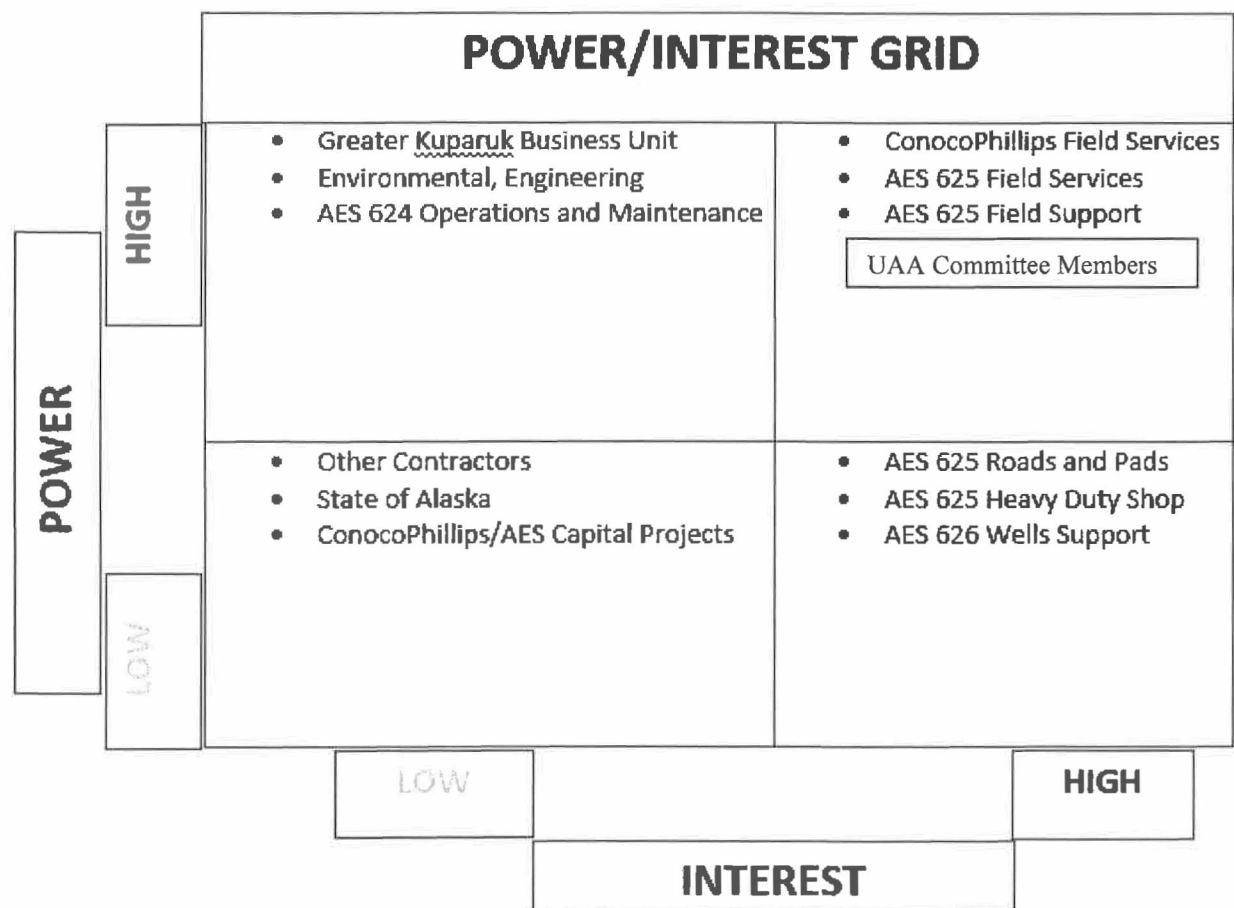 POWER/INTEREST GRID
HIGH
• Greater Kuparuk Business Unit
• Environmental, Engineering
• AES 624 Operations and Maintenance
• ConocoPhillips Field Services
• AES 625 Field Services
• AES 625 Field Support
UAA Committee Members
POWER
• Other Contractors
• State of Alaska
• ConocoPhillips/AES Capital Projects
• AES 625 Roads and Pads
• AES 625 Heavy Duty Shop
• AES 626 Wells Support
LOW
LOW
HIGH
INTEREST